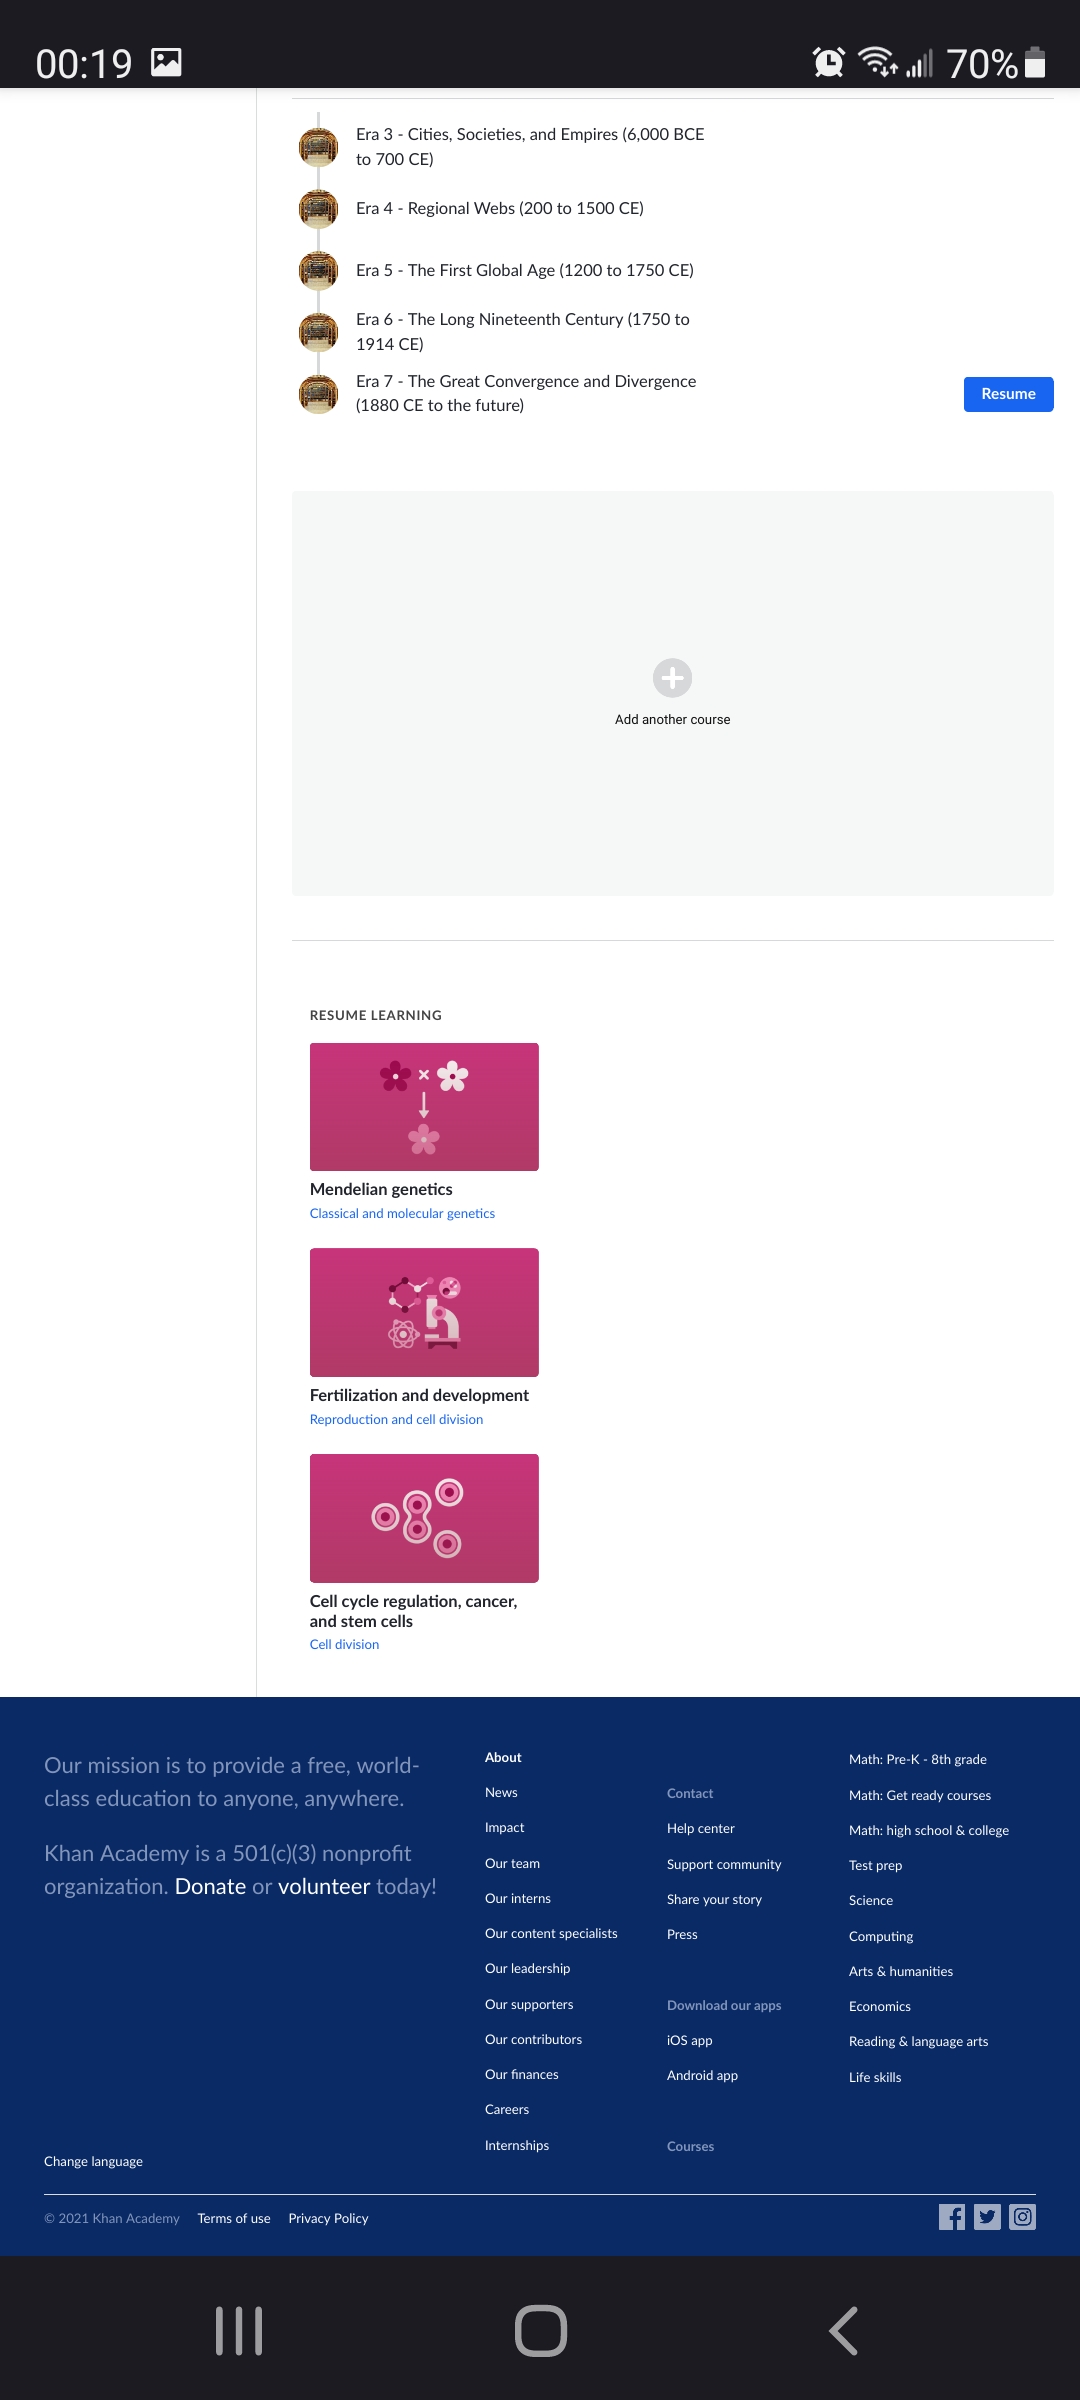 00:19
70%
Era 3 - Cities, Societies, and Empires (6,000 BCE
to 700 CE)
Era 4 - Regional Webs (200 to 1500 CE)
Era 5 - The First Global Age (1200 to 1750 CE)
Era 6 - The Long Nineteenth Century (1750 to
1914 CE)
Era 7 - The Great Convergence and Divergence
(1880 CE to the future)
Resume
Add another course
RESUME LEARNING
Mendelian genetics
Classical and molecular genetics
Fertilization and development
Reproduction and cell division
Cell cycle regulation, cancer,
and stem cells
Cell division
Our mission is to provide a free, world-
class education to anyone, anywhere.
Khan Academy is a 501(c)(3) nonprofit
organization. Donate or volunteer today!
Change language
About
News
Impact
Our team
Our interns
Our content specialists
Our leadership
Our supporters
Our contributors
Our finances
Careers
Internships
Contact
Help center
Support community
Share your story
Press
Download our apps
iOS app
Android app
Courses
Math: Pre-K - 8th grade
Math: Get ready courses
Math: high school & college
Test prep
Science
Computing
Arts & humanities
Economics
Reading & language arts
Life skills
© 2021 Khan Academy
Terms of use
Privacy Policy